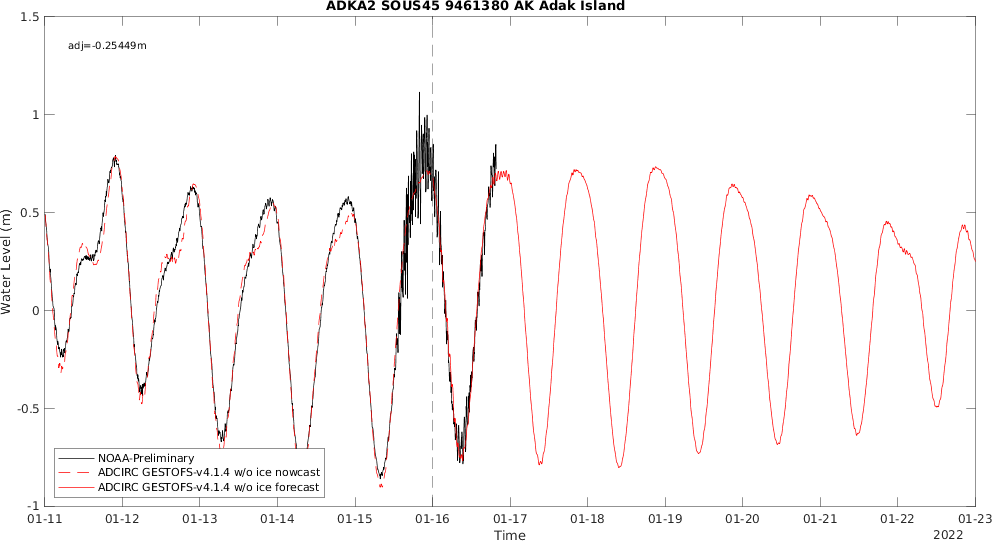 ADKA2 SOUS45 9461380 AK Adak Island
adj=-0.25449m
Water Level (m)
1.5
1
0.5
0
-0.5
-1
NOAA-Preliminary
ADCIRC GESTOFS-v4.1.4 w/o ice nowcast
ADCIRC GESTOFS-v4.1.4 w/o ice forecast
01-11 01-12 01-13 01-14 01-15 01-16 01-17 01-18 01-19 01-20 01-21 01-22 01-23
Time
2022